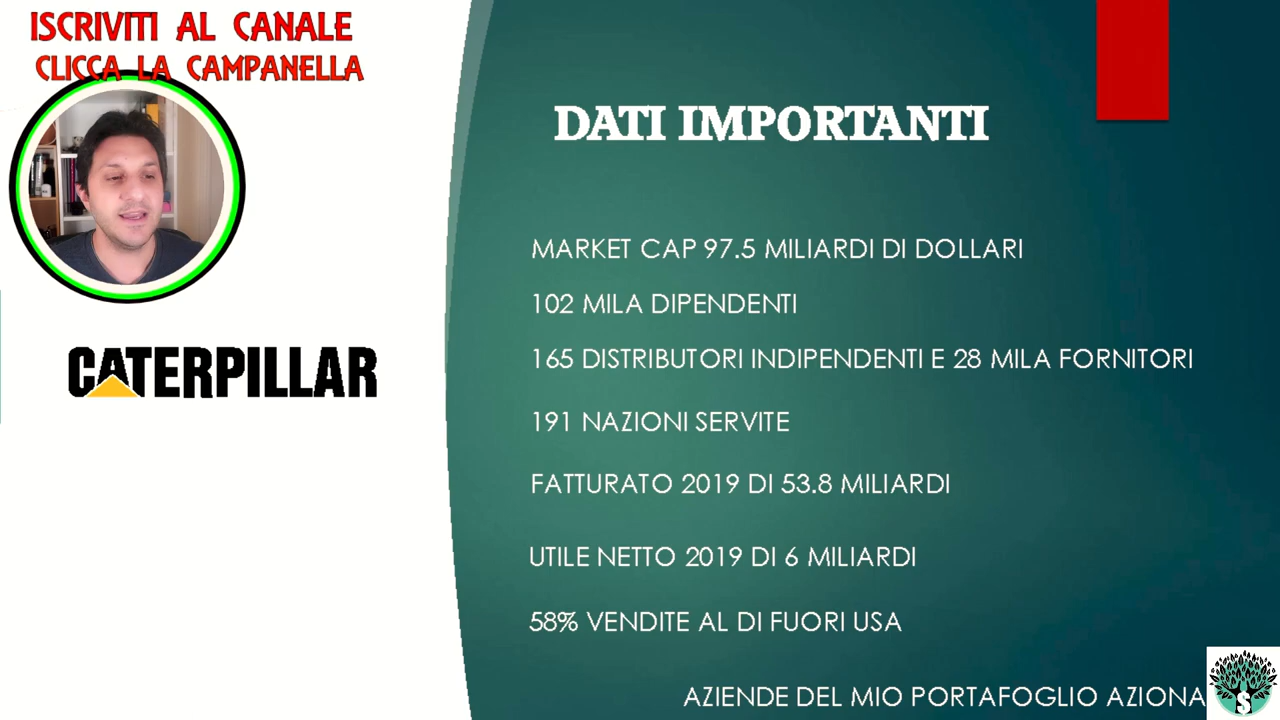 ISCRIVITI AL CANALE
CLICCA LA CAMPANELLA
CATERPILLAR
DATI IMPORTANTI
MARKET CAP 97.5 MILIARDI DI DOLLARI
102 MILA DIPENDENTI
165 DISTRIBUTORI INDIPENDENTI E 28 MILA FORNITORI
191 NAZIONI SERVITE
FATTURATO 2019 DI 53.8 MILIARDI
UTILE NETTO 2019 DI 6 MILIARDI
58% VENDITE AL DI FUORI USA
AZIENDE DEL MIO PORTAFOGLIO AZIONA
$